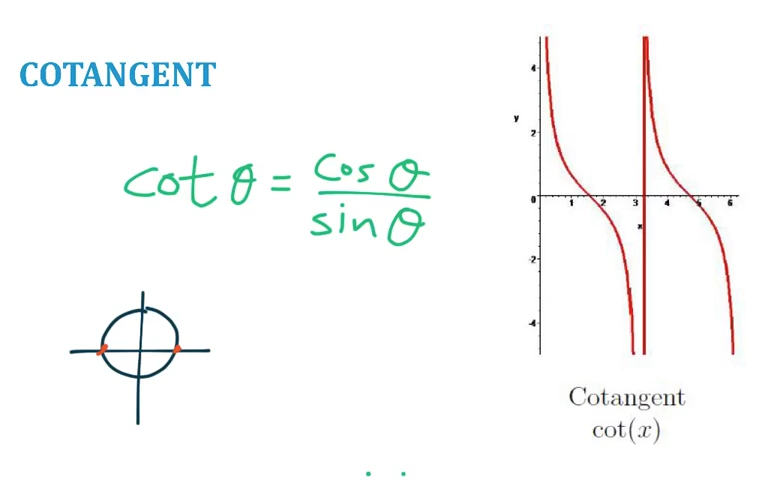 COTANGENT
cot θ = cos θ / sin θ
y
4
2
0
-2
-4
1 2 3 4 5 6
x
Cotangent
cot(x)